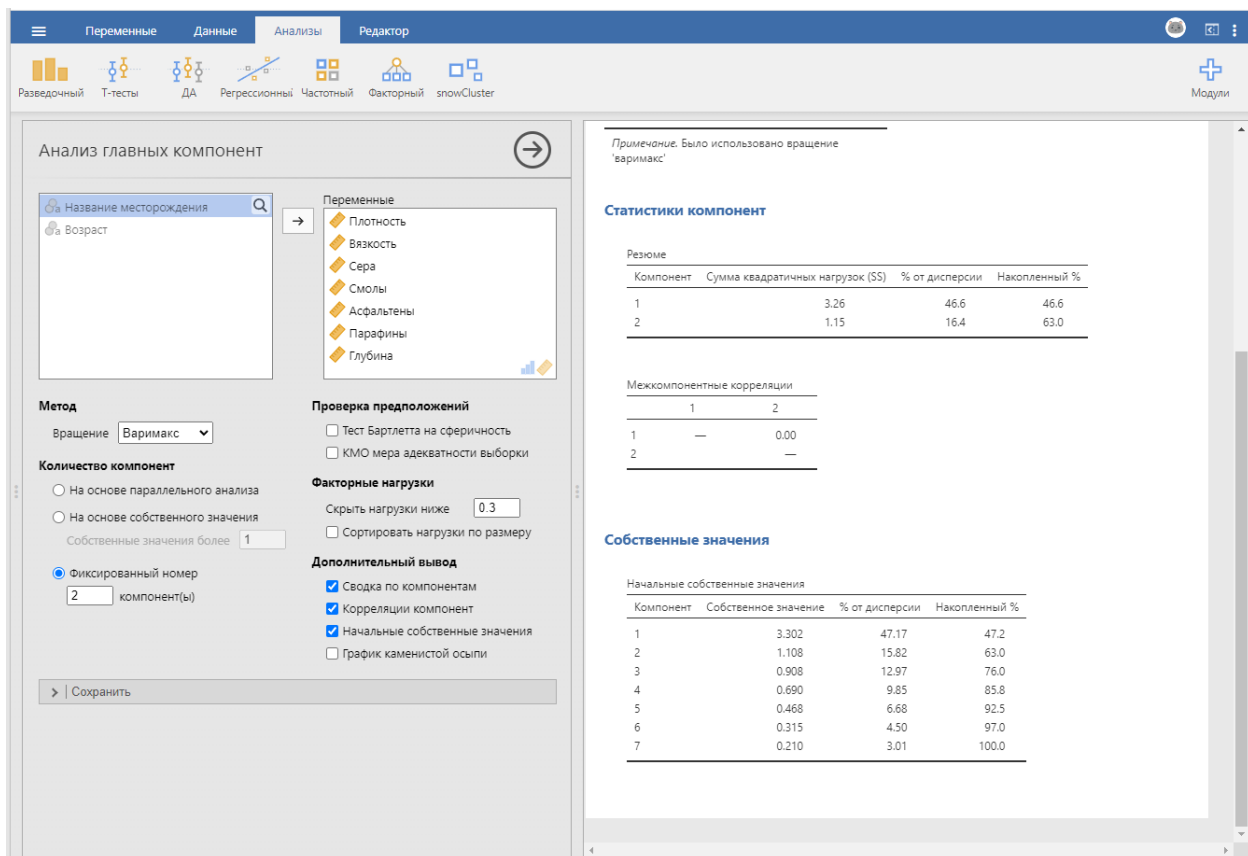 Переменные Данные Анализы Редактор
Разведочный Т-тесты ДА Регрессионный Частотный Факторный snowCluster Модули
Анализ главных компонент
Название месторождения
Возраст
Переменные
Плотность
Вязкость
Сера
Смолы
Асфальтены
Парафины
Глубина
Метод
Вращение Варимакс
Количество компонент
На основе параллельного анализа
На основе собственного значения
Собственные значения более 1
Фиксированный номер
2 компонент(ы)
Проверка предположений
Тест Бартлетта на сферичность
КМО мера адекватности выборки
Факторные нагрузки
Скрыть нагрузки ниже 0.3
Сортировать нагрузки по размеру
Дополнительный вывод
Сводка по компонентам
Корреляции компонент
Начальные собственные значения
График каменистой осыпи
Сохранить
Примечание. Было использовано вращение
'варимакс'
Статистики компонент
Резюме
Компонент Сумма квадратичных нагрузок (SS) % от дисперсии Накопленный %
1 3.26 46.6 46.6
2 1.15 16.4 63.0
Межкомпонентные корреляции
1 2
1 — 0.00
2 —
Собственные значения
Начальные собственные значения
Компонент Собственное значение % от дисперсии Накопленный %
1 3.302 47.17 47.2
2 1.108 15.82 63.0
3 0.908 12.97 76.0
4 0.690 9.85 85.8
5 0.468 6.68 92.5
6 0.315 4.50 97.0
7 0.210 3.01 100.0